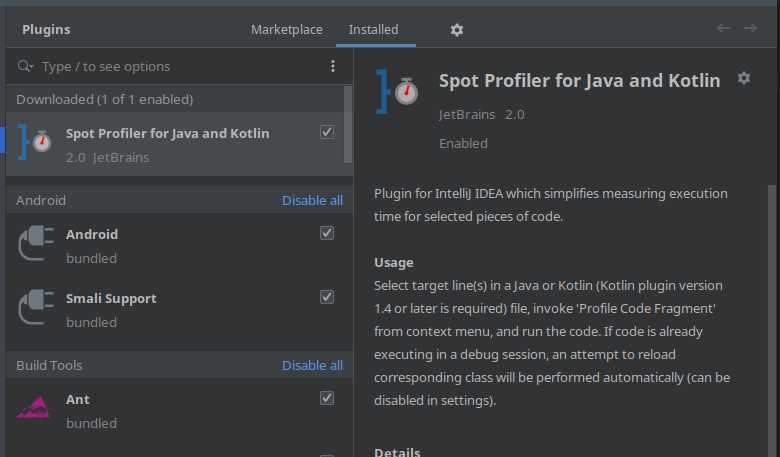 Plugins
Marketplace
Installed
Type / to see options
Downloaded (1 of 1 enabled)
Spot Profiler for Java and Kotlin
2.0 JetBrains
Android
Disable all
Android
bundled
Smali Support
bundled
Build Tools
Disable all
Ant
bundled
Spot Profiler for Java and Kotlin
JetBrains 2.0
Enabled
Plugin for IntelliJ IDEA which simplifies measuring execution
time for selected pieces of code.
Usage
Select target line(s) in a Java or Kotlin (Kotlin plugin version
1.4 or later is required) file, invoke 'Profile Code Fragment'
from context menu, and run the code. If code is already
executing in a debug session, an attempt to reload
corresponding class will be performed automatically (can be
disabled in settings).
Details